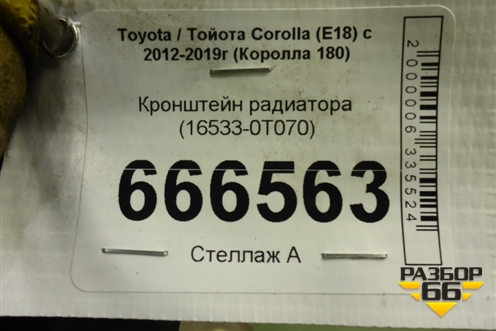 Toyota / Тойота Corolla (E18) с
2012-2019г (Королла 180)
Кронштейн радиатора
(16533-0T070)
666563
Стеллаж А
2000006335524
РАЗБОР
66